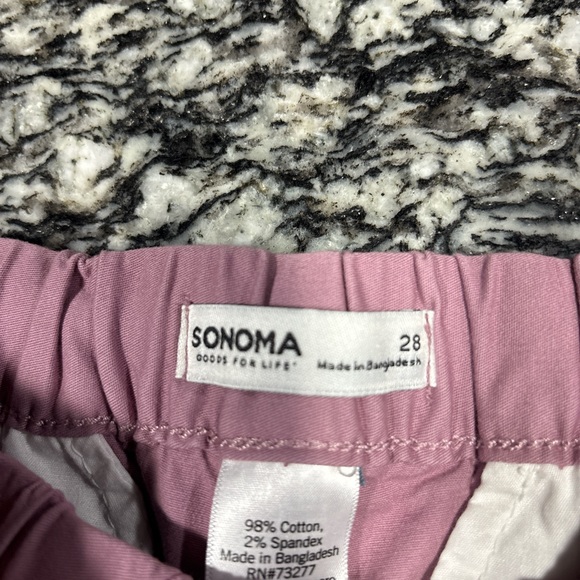 SONOMA
GOODS FOR LIFE
28
Made in Bangladesh
98% Cotton,
2% Spandex
Made in Bangladesh
RN#73277